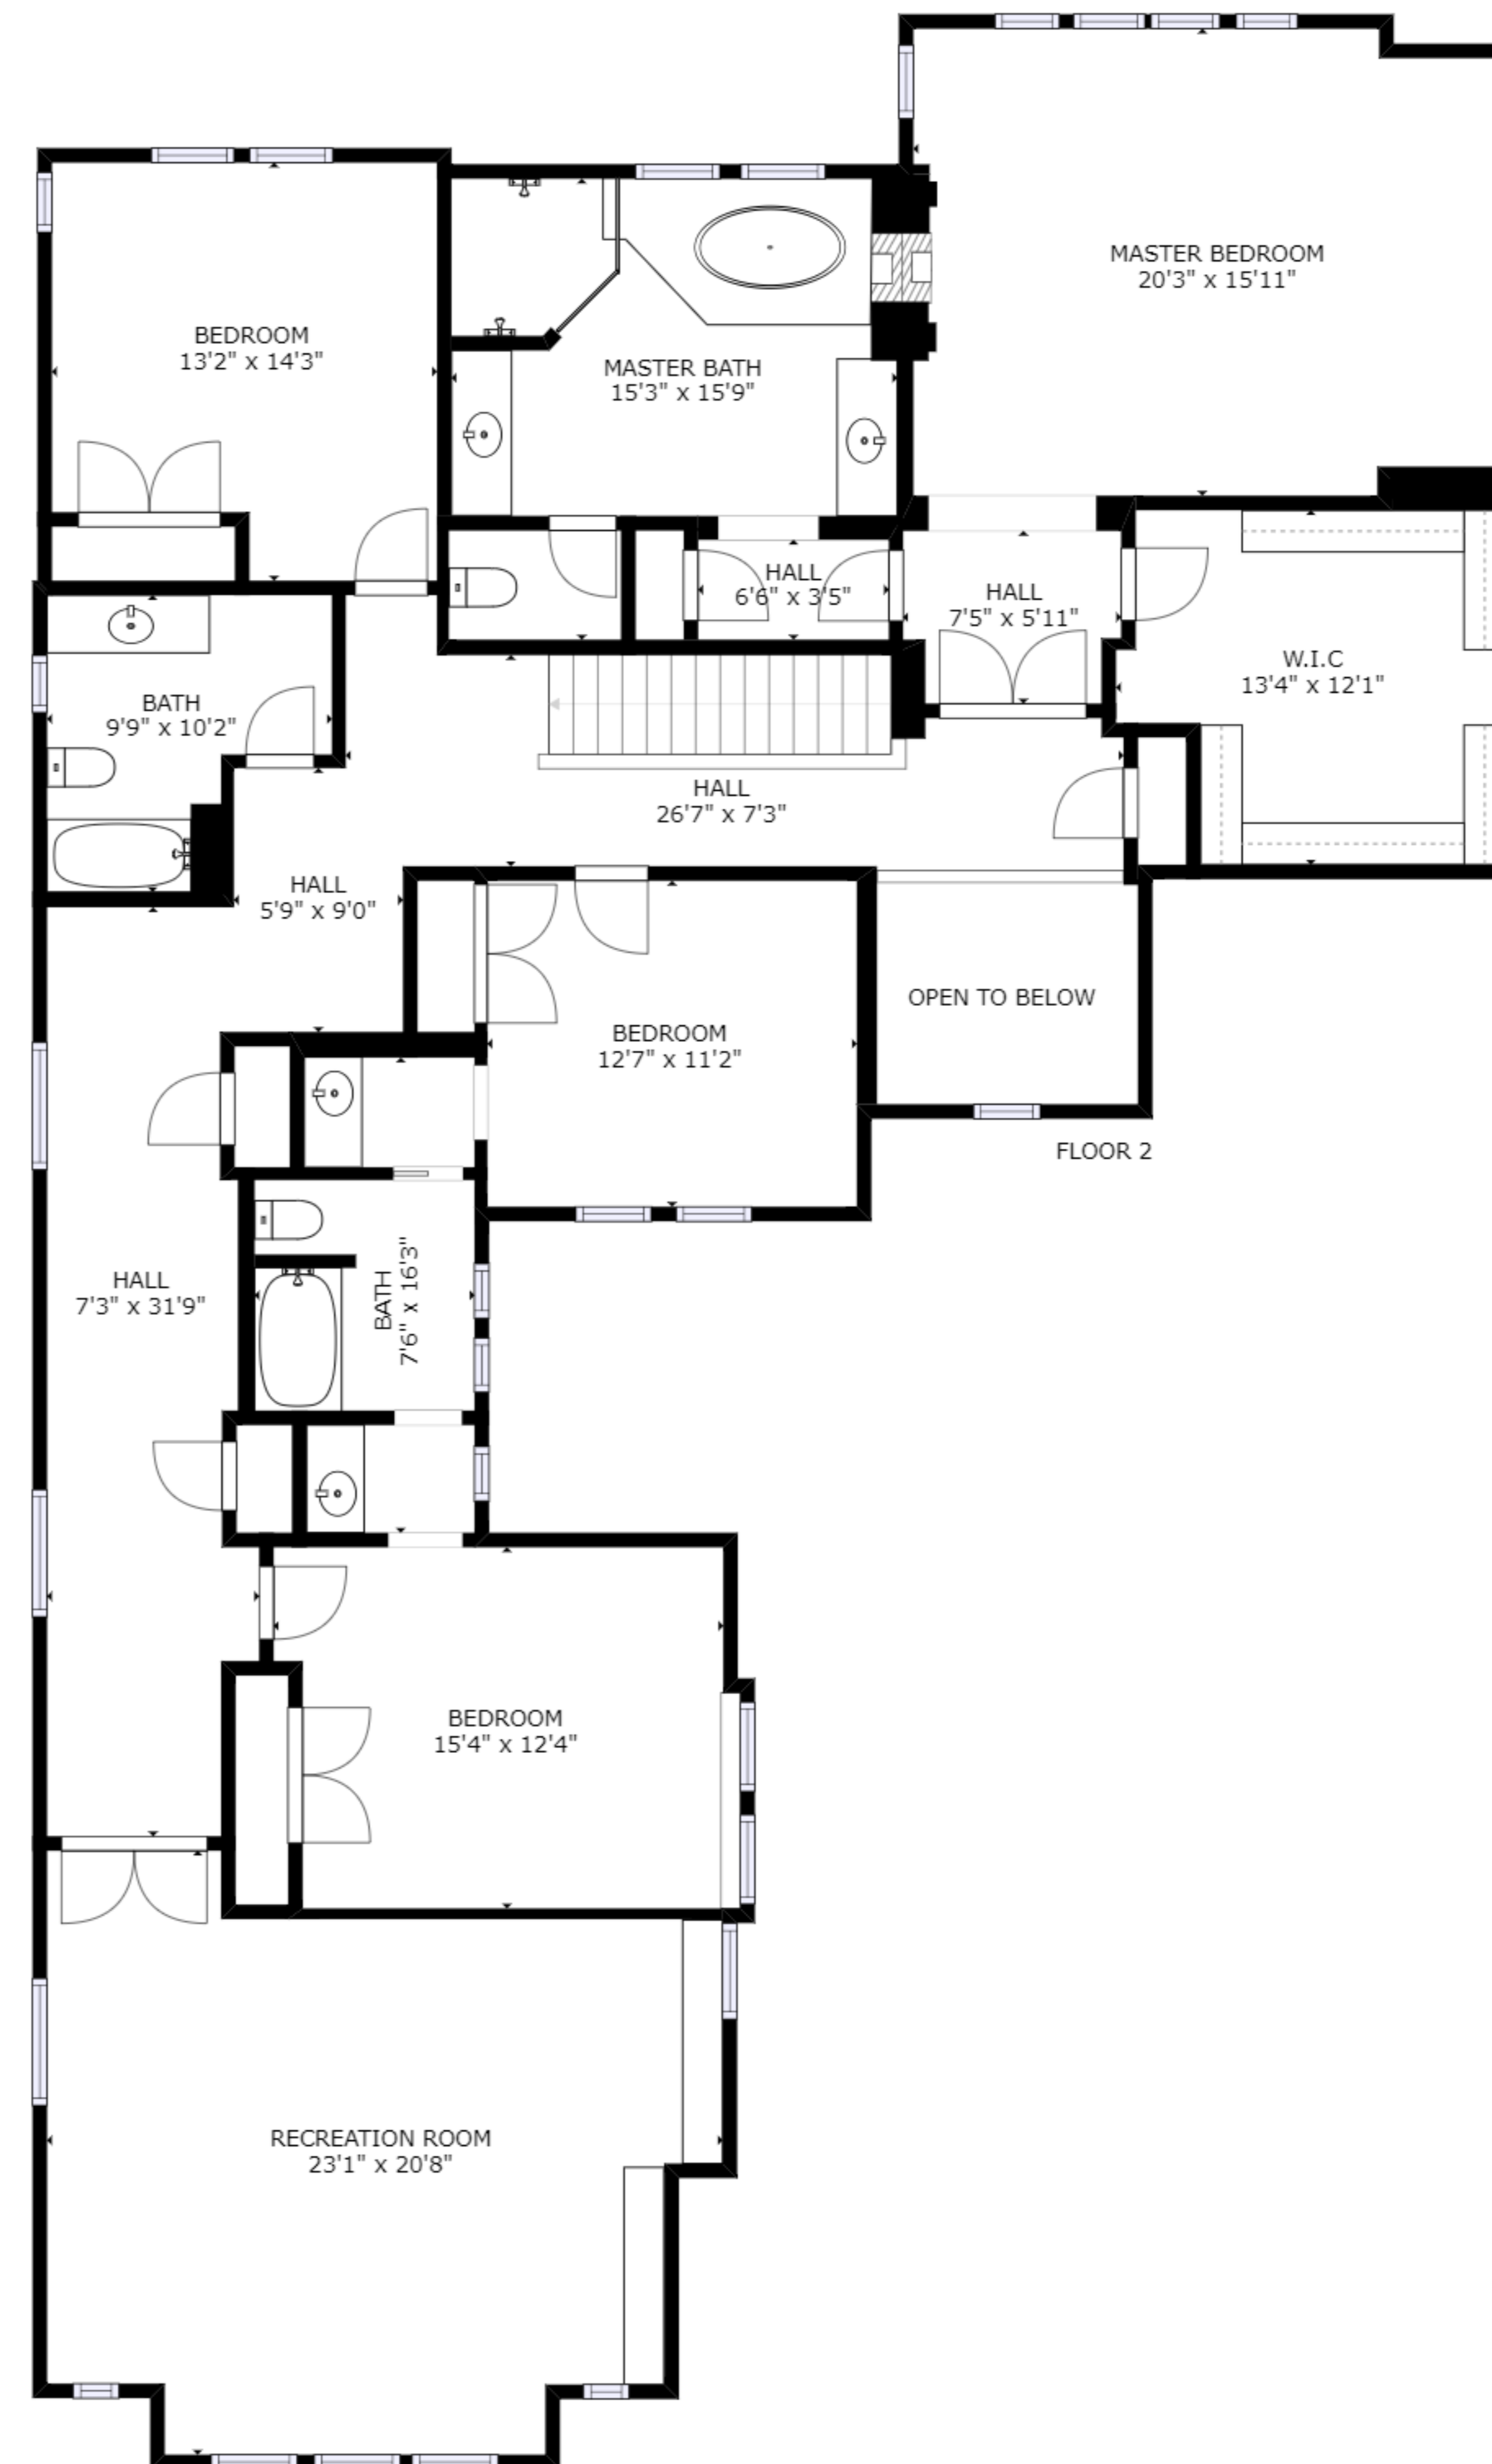 MASTER BEDROOM
20'3" x 15'11"
BEDROOM
13'2" x 14'3"
MASTER BATH
15'3" x 15'9"
HALL
6'6" x 3'5"
HALL
7'5" x 5'11"
W.I.C
13'4" x 12'1"
BATH
9'9" x 10'2"
HALL
26'7" x 7'3"
HALL
5'9" x 9'0"
OPEN TO BELOW
BEDROOM
12'7" x 11'2"
FLOOR 2
HALL
7'3" x 31'9"
BATH
7'6" x 16'3"
BEDROOM
15'4" x 12'4"
RECREATION ROOM
23'1" x 20'8"